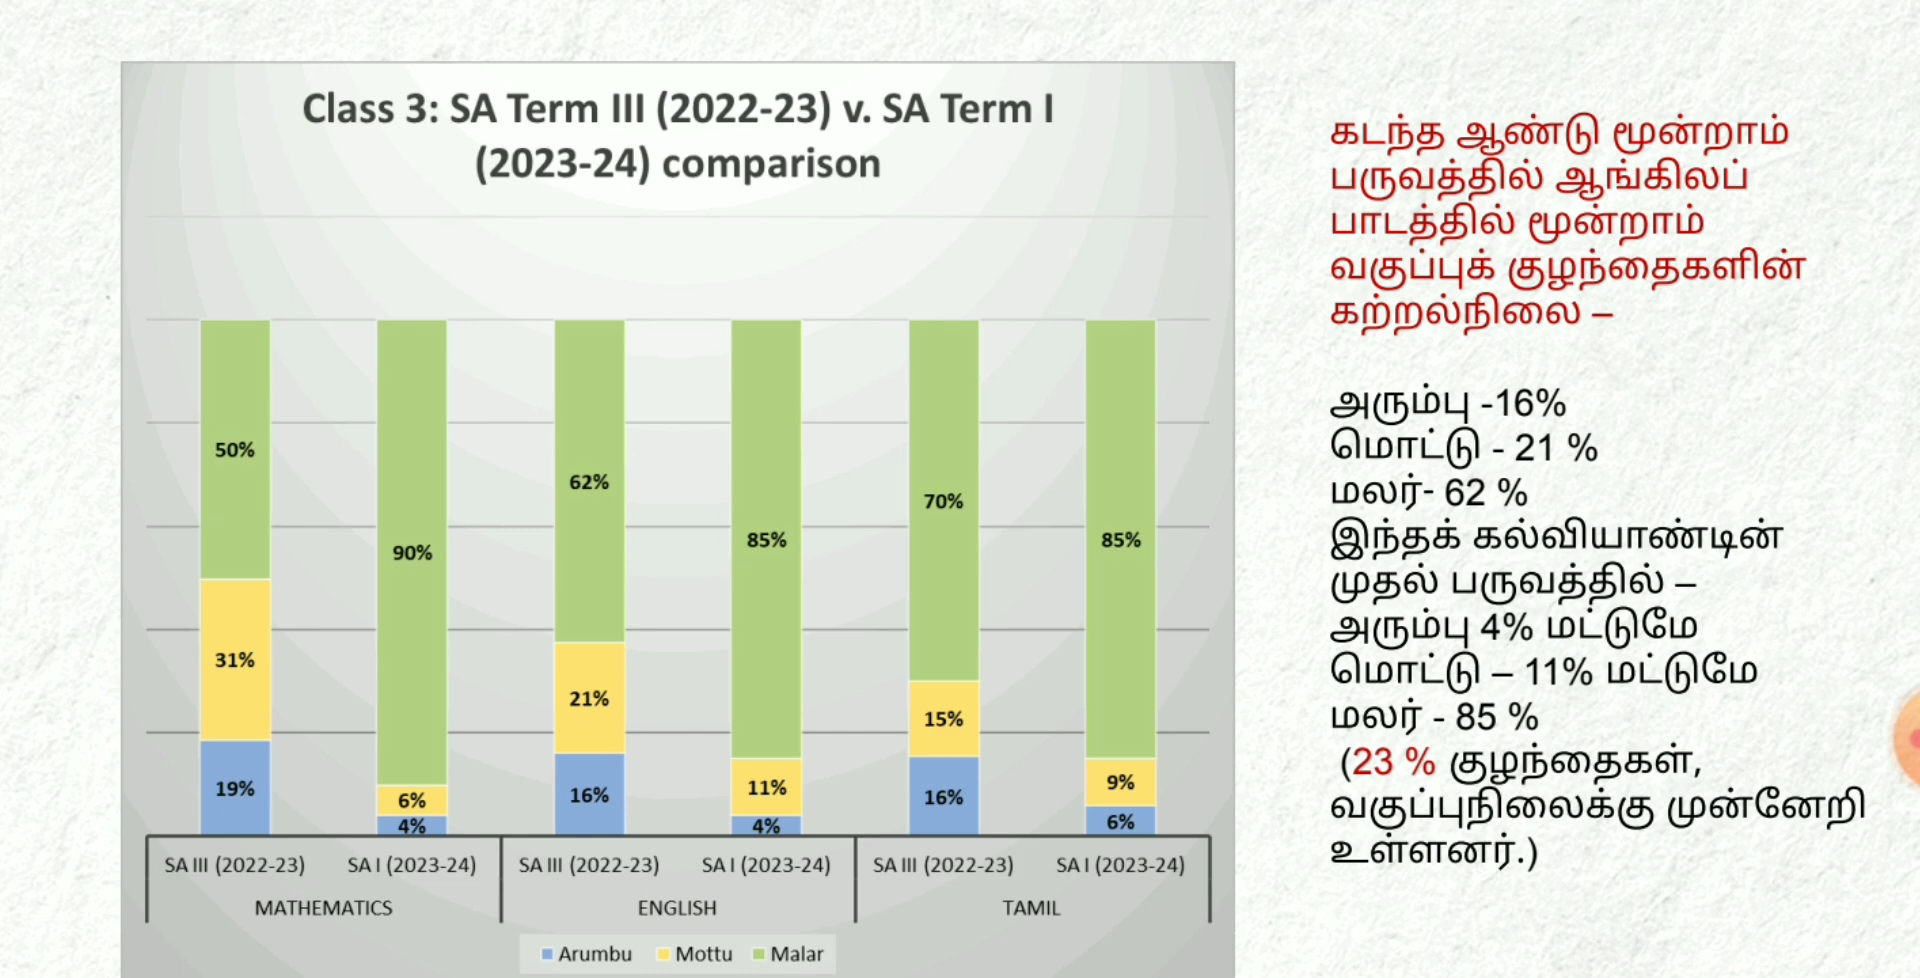 Class 3: SA Term III (2022-23) v. SA Term I
(2023-24) comparison
50%
90%
62%
85%
70%
85%
31%
6%
21%
11%
15%
9%
19%
4%
16%
4%
16%
6%
SA III (2022-23) SA I (2023-24) SA III (2022-23) SA I (2023-24) SA III (2022-23) SA I (2023-24)
MATHEMATICS ENGLISH TAMIL
Arumbu Mottu Malar
கடந்த ஆண்டு மூன்றாம்
பருவத்தில் ஆங்கிலப்
பாடத்தில் மூன்றாம்
வகுப்புக் குழந்தைகளின்
கற்றல்நிலை –
அரும்பு -16%
மொட்டு - 21 %
மலர்- 62 %
இந்தக் கல்வியாண்டின்
முதல் பருவத்தில் –
அரும்பு 4% மட்டுமே
மொட்டு – 11% மட்டுமே
மலர் - 85 %
(23 % குழந்தைகள்,
வகுப்புநிலைக்கு முன்னேறி
உள்ளனர்.)